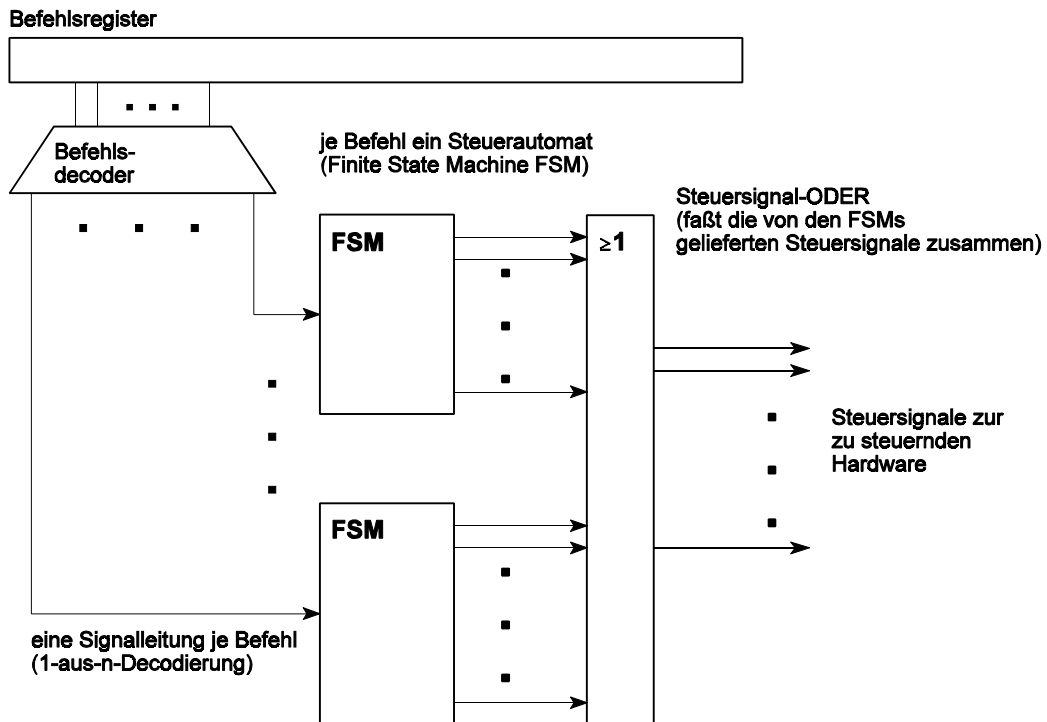 Befehlsregister
Befehls-
decoder
je Befehl ein Steuerautomat
(Finite State Machine FSM)
Steuersignal-ODER
(faßt die von den FSMs
gelieferten Steuersignale zusammen)
FSM
≥1
Steuersignale zur
zu steuernden
Hardware
FSM
eine Signalleitung je Befehl
(1-aus-n-Decodierung)